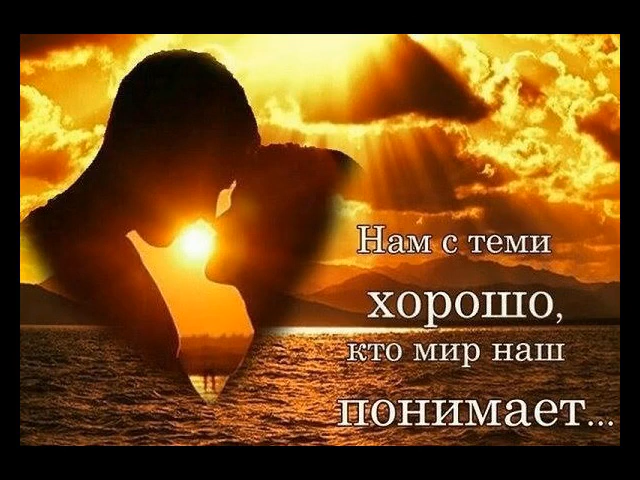 Нам с теми
хорошо,
кто мир наш
понимает...